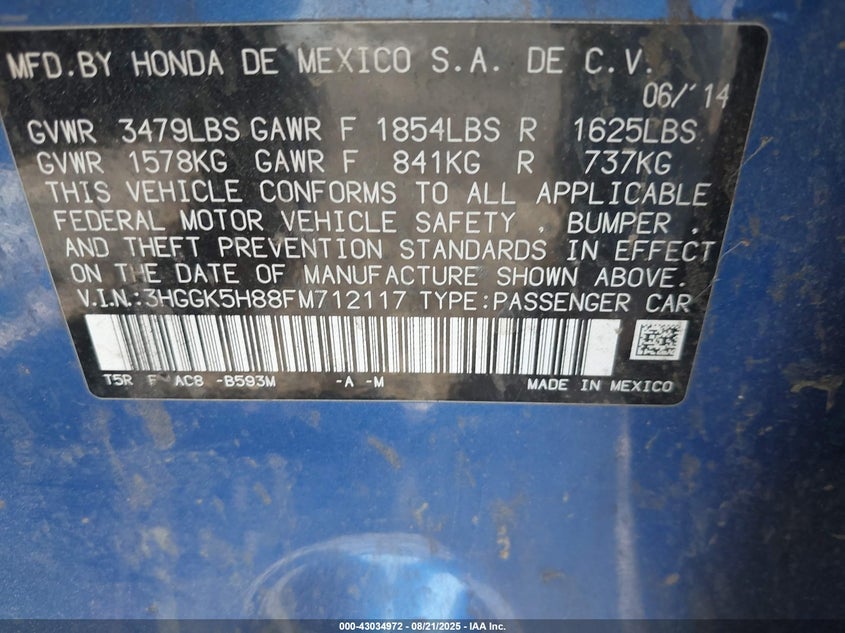 MFD.BY HONDA DE MEXICO S.A. DE C.V.
06/'14
GVWR 3479LBS GAWR F 1854LBS R 1625LBS
GVWR 1578KG GAWR F 841KG R 737KG
THIS VEHICLE CONFORMS TO ALL APPLICABLE
FEDERAL MOTOR VEHICLE SAFETY , BUMPER ,
AND THEFT PREVENTION STANDARDS IN EFFECT
ON THE DATE OF MANUFACTURE SHOWN ABOVE.
V.I.N.:3HGGK5H88FM712117 TYPE:PASSENGER CAR
T5R F AC8 -B593M -A -M MADE IN MEXICO
000-43034972 - 08/21/2025 - IAA Inc.